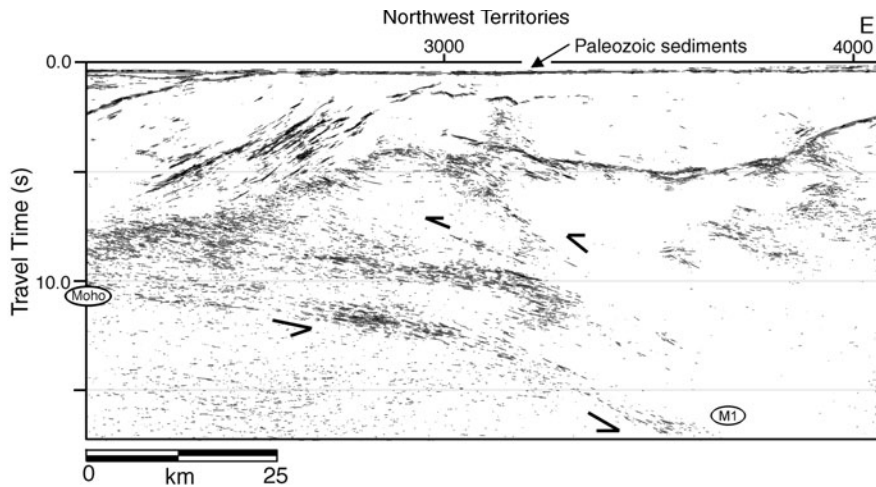 Northwest Territories
3000
4000
E
Paleozoic sediments
0.0
10.0
Travel Time (s)
Moho
M1
0
25
km